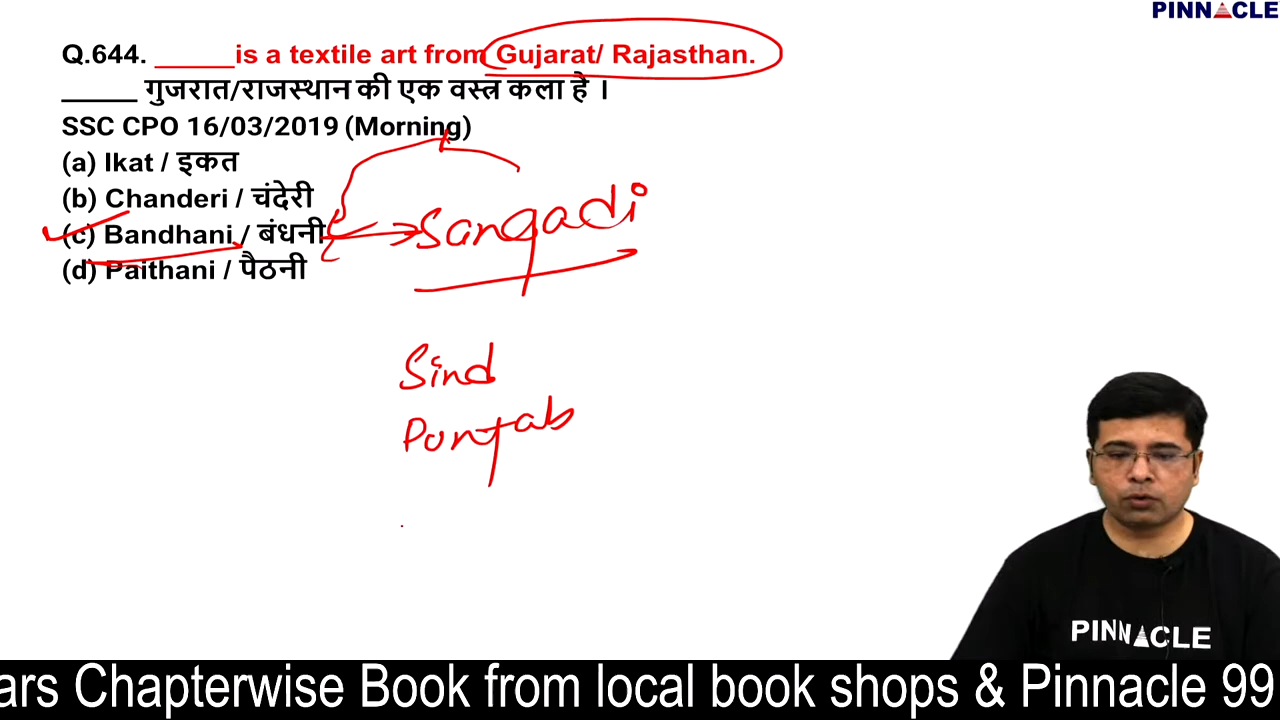 PINNACLE
Q.644. _____is a textile art from Gujarat/ Rajasthan.
_____ गुजरात/राजस्थान की एक वस्त्र कला है ।
SSC CPO 16/03/2019 (Morning)
(a) Ikat / इकत
(b) Chanderi / चंदेरी
(c) Bandhani / बंधनी
(d) Paithani / पैठनी
Sangadi
Sind
Punjab
PINNACLE
ars Chapterwise Book from local book shops & Pinnacle 99